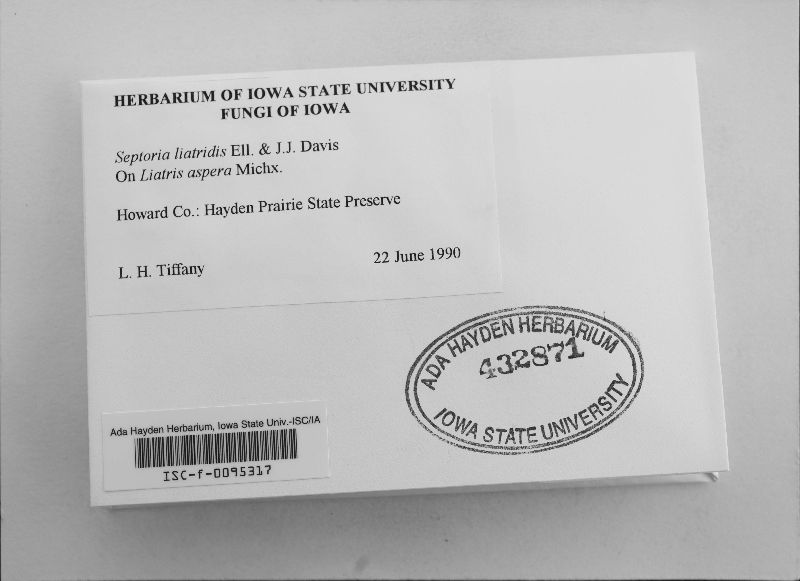 HERBARIUM OF IOWA STATE UNIVERSITY
FUNGI OF IOWA
Septoria liatridis Ell. & J.J. Davis
On Liatris aspera Michx.
Howard Co.: Hayden Prairie State Preserve
L. H. Tiffany 22 June 1990
ADA HAYDEN HERBARIUM
432871
IOWA STATE UNIVERSITY
Ada Hayden Herbarium, Iowa State Univ.-ISC/IA
ISC-f-0095317